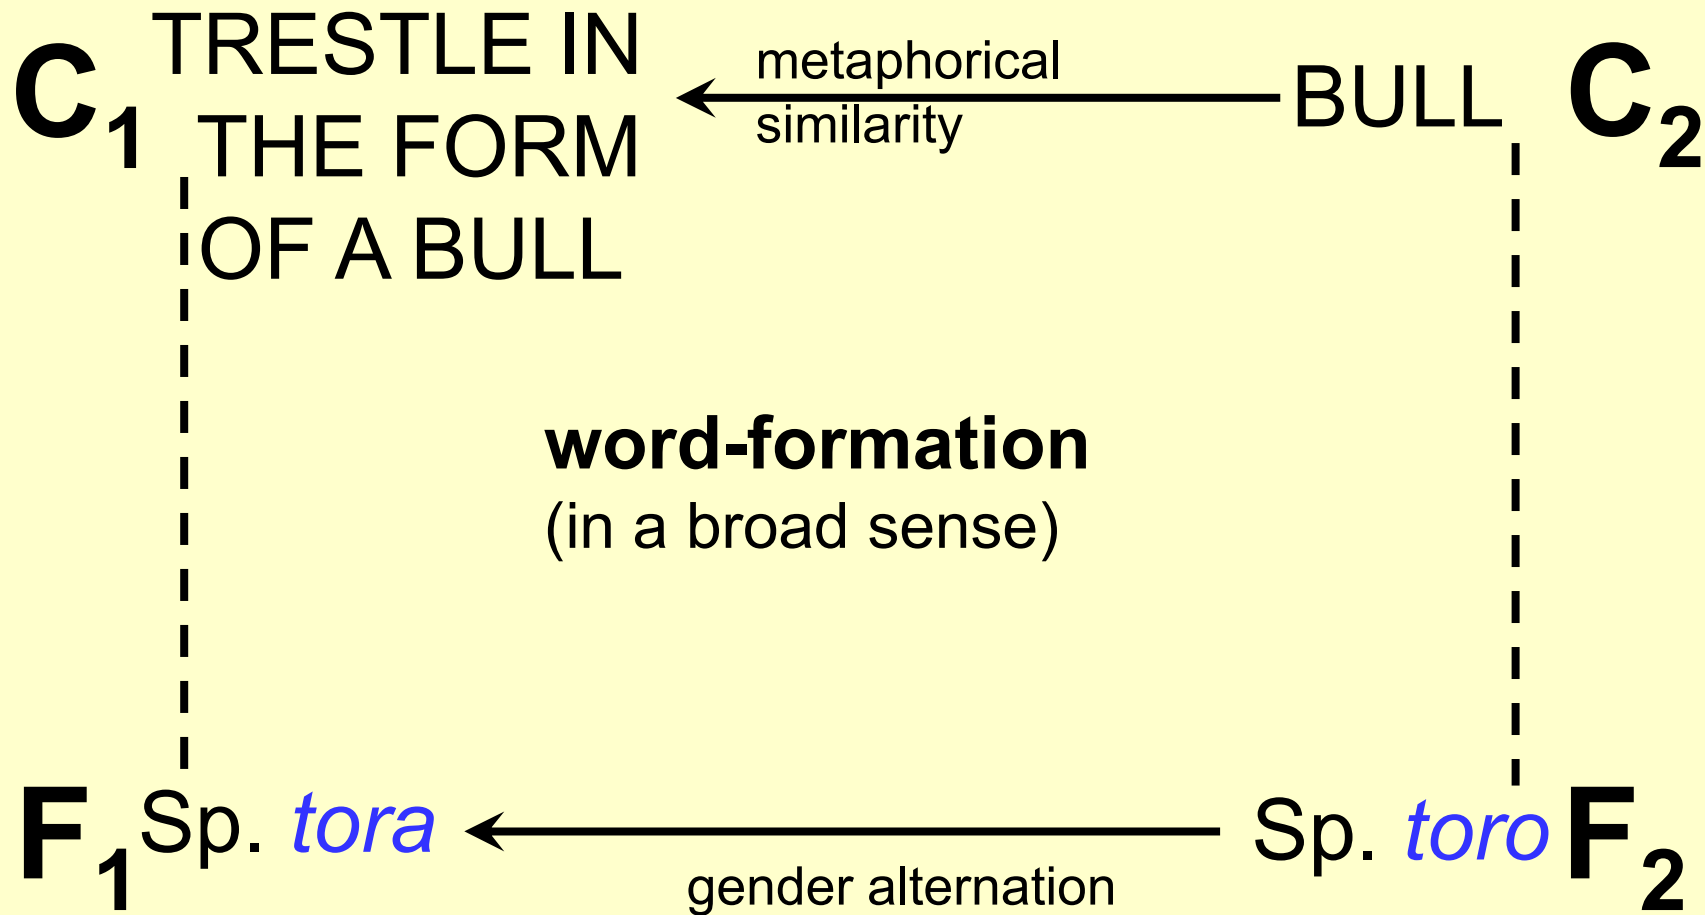 C1 TRESTLE IN
THE FORM
OF A BULL
metaphorical
similarity
BULL C2
word-formation
(in a broad sense)
F1 Sp. tora
gender alternation
Sp. toro F2